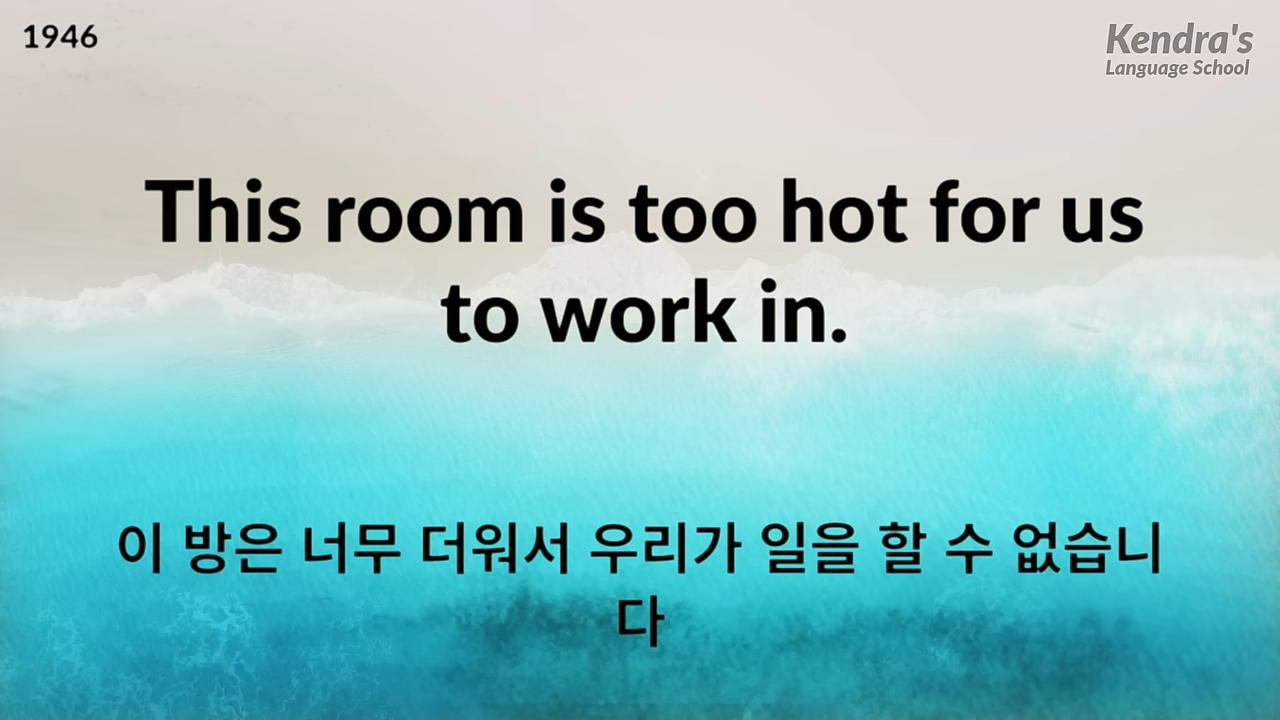 1946
Kendra's
Language School
This room is too hot for us
to work in.
이 방은 너무 더워서 우리가 일을 할 수 없습니
다